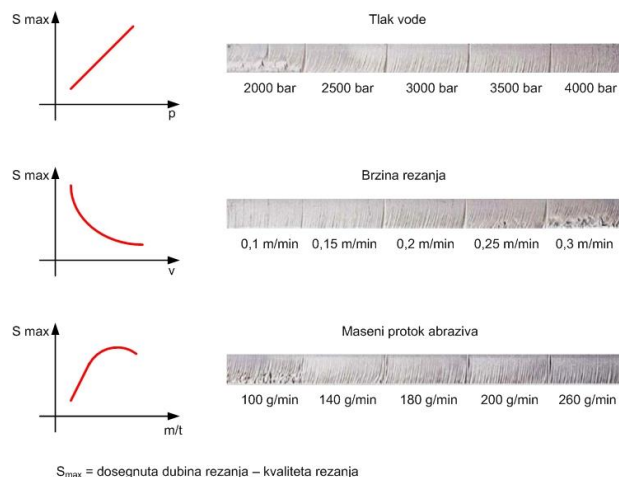 S max
p
Tlak vode
2000 bar 2500 bar 3000 bar 3500 bar 4000 bar
S max
v
Brzina rezanja
0,1 m/min 0,15 m/min 0,2 m/min 0,25 m/min 0,3 m/min
S max
m/t
Maseni protok abraziva
100 g/min 140 g/min 180 g/min 200 g/min 260 g/min
Smax = dosegnuta dubina rezanja – kvaliteta rezanja